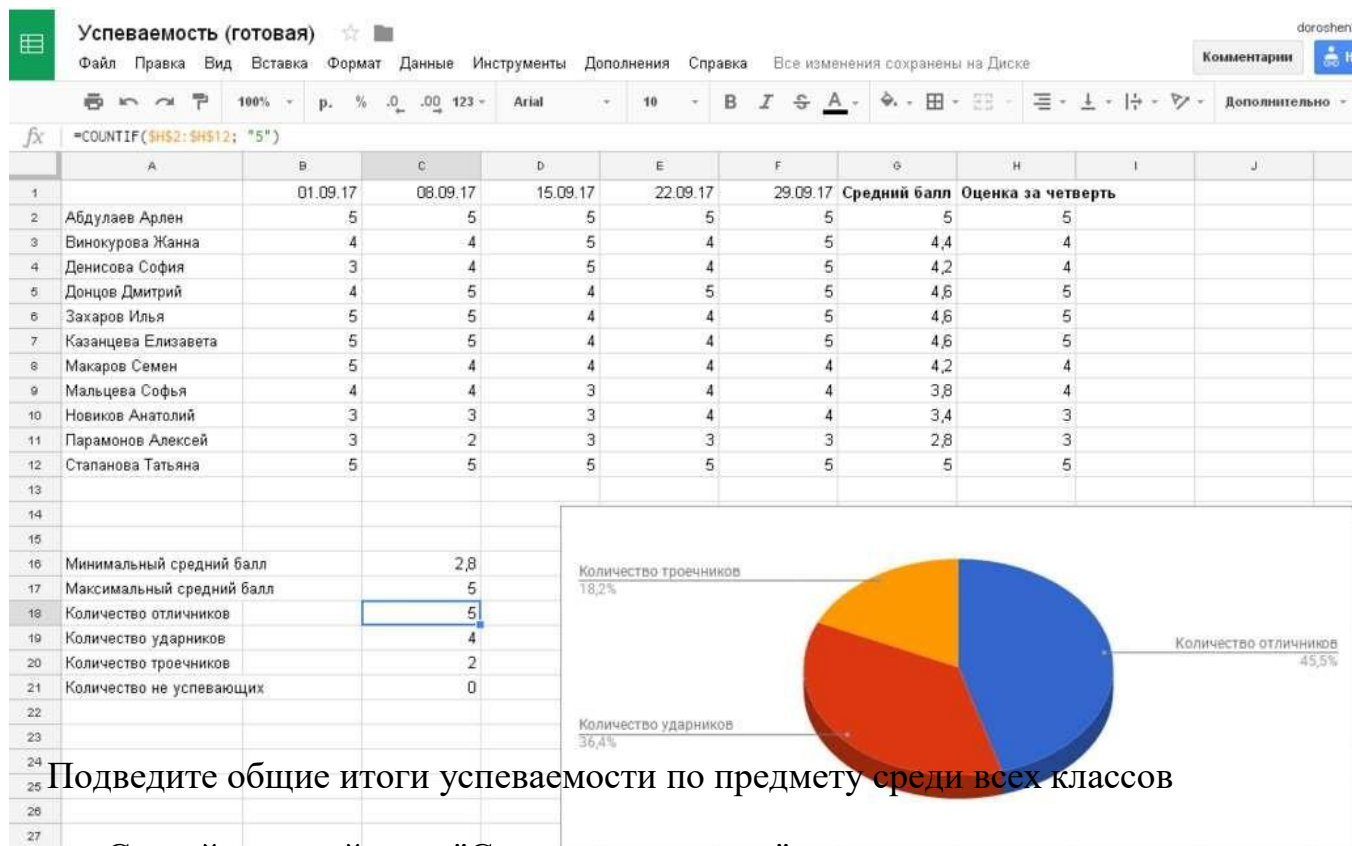 Успеваемость (готовая)
doroshen
Файл Правка Вид Вставка Формат Данные Инструменты Дополнения Справка Все изменения сохранены на Диске
Комментарии
100% р. % .0 .00 123 Arial 10 B I S A Дополнительно
fx =COUNTIF($H$2:$H$12; "5")
A B C D E F G H I J
1 01.09.17 08.09.17 15.09.17 22.09.17 29.09.17 Средний балл Оценка за четверть
2 Абдулаев Арлен 5 5 5 5 5 5 5
3 Винокурова Жанна 4 4 5 4 5 4,4 4
4 Денисова София 3 4 5 4 5 4,2 4
5 Донцов Дмитрий 4 5 4 5 5 4,6 5
6 Захаров Илья 5 5 4 4 5 4,6 5
7 Казанцева Елизавета 5 5 4 4 5 4,6 5
8 Макаров Семен 5 4 4 4 4 4,2 4
9 Мальцева Софья 4 4 3 4 4 3,8 4
10 Новиков Анатолий 3 3 3 4 4 3,4 3
11 Парамонов Алексей 3 2 3 3 3 2,8 3
12 Стапанова Татьяна 5 5 5 5 5 5 5
13
14
15
16 Минимальный средний балл 2,8
17 Максимальный средний балл 5
18 Количество отличников 5
19 Количество ударников 4
20 Количество троечников 2
21 Количество не успевающих 0
22
23
24
25
26
27
Количество троечников
18,2%
Количество отличников
45,5%
Количество ударников
36,4%
Подведите общие итоги успеваемости по предмету среди всех классов